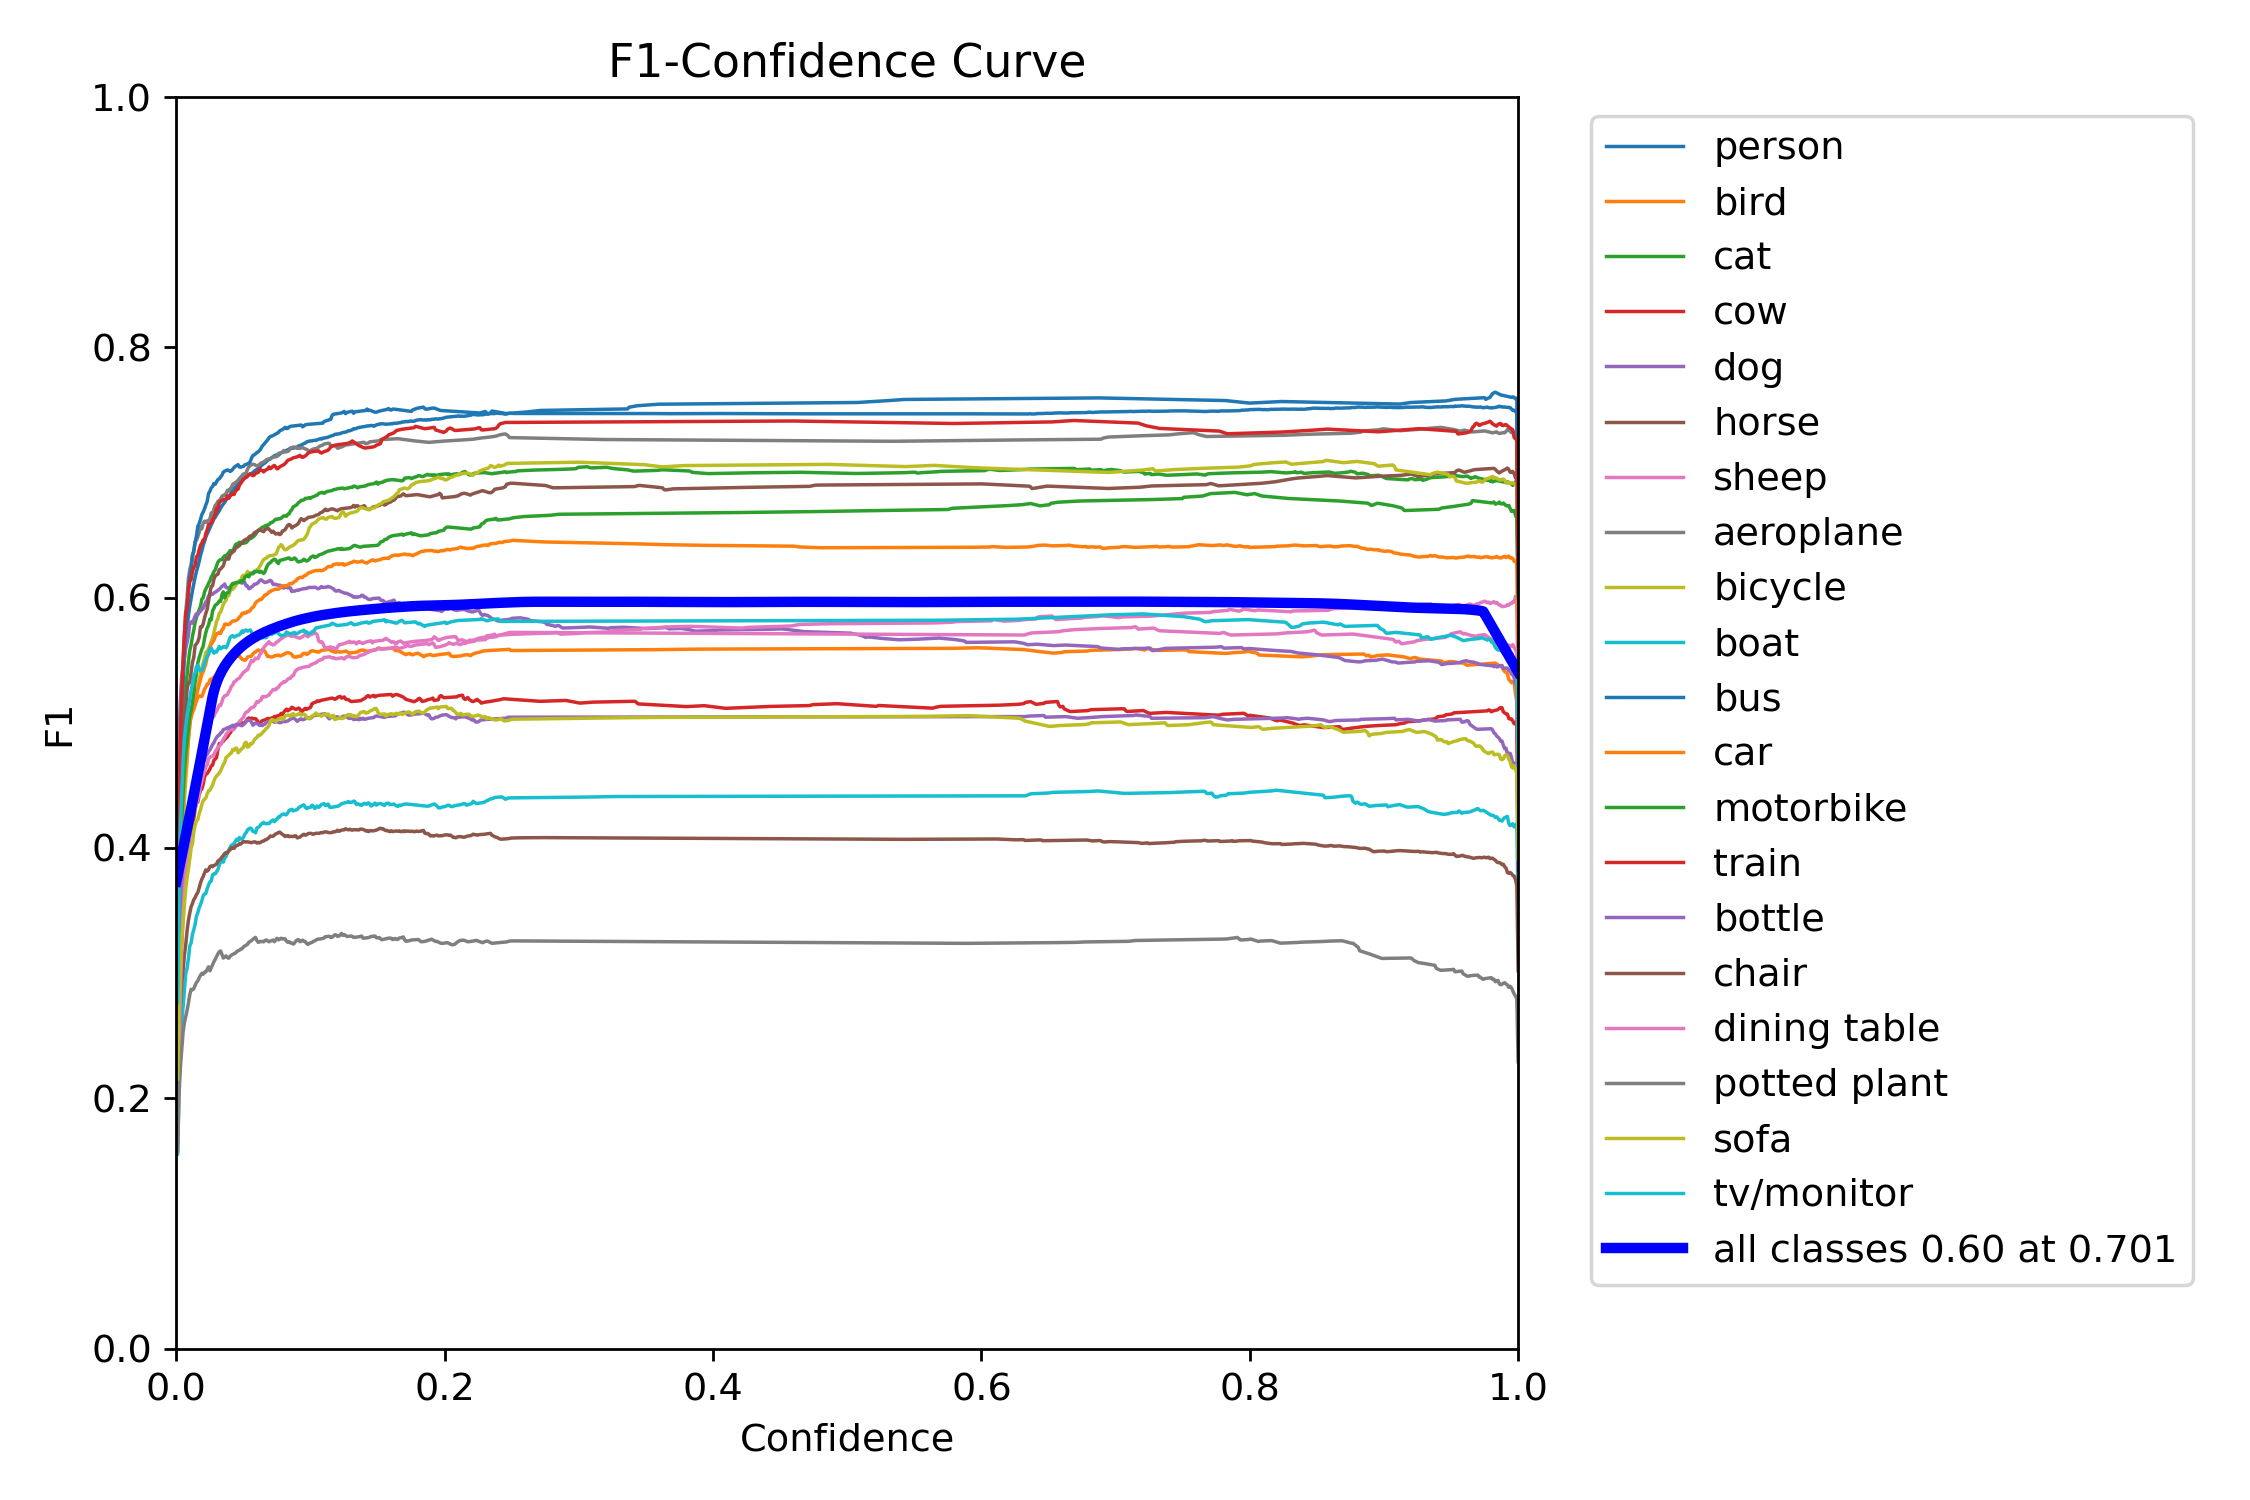 F1-Confidence Curve
1.0
0.8
0.6
0.4
0.2
0.0
F1
0.0 0.2 0.4 0.6 0.8 1.0
Confidence
person
bird
cat
cow
dog
horse
sheep
aeroplane
bicycle
boat
bus
car
motorbike
train
bottle
chair
dining table
potted plant
sofa
tv/monitor
all classes 0.60 at 0.701